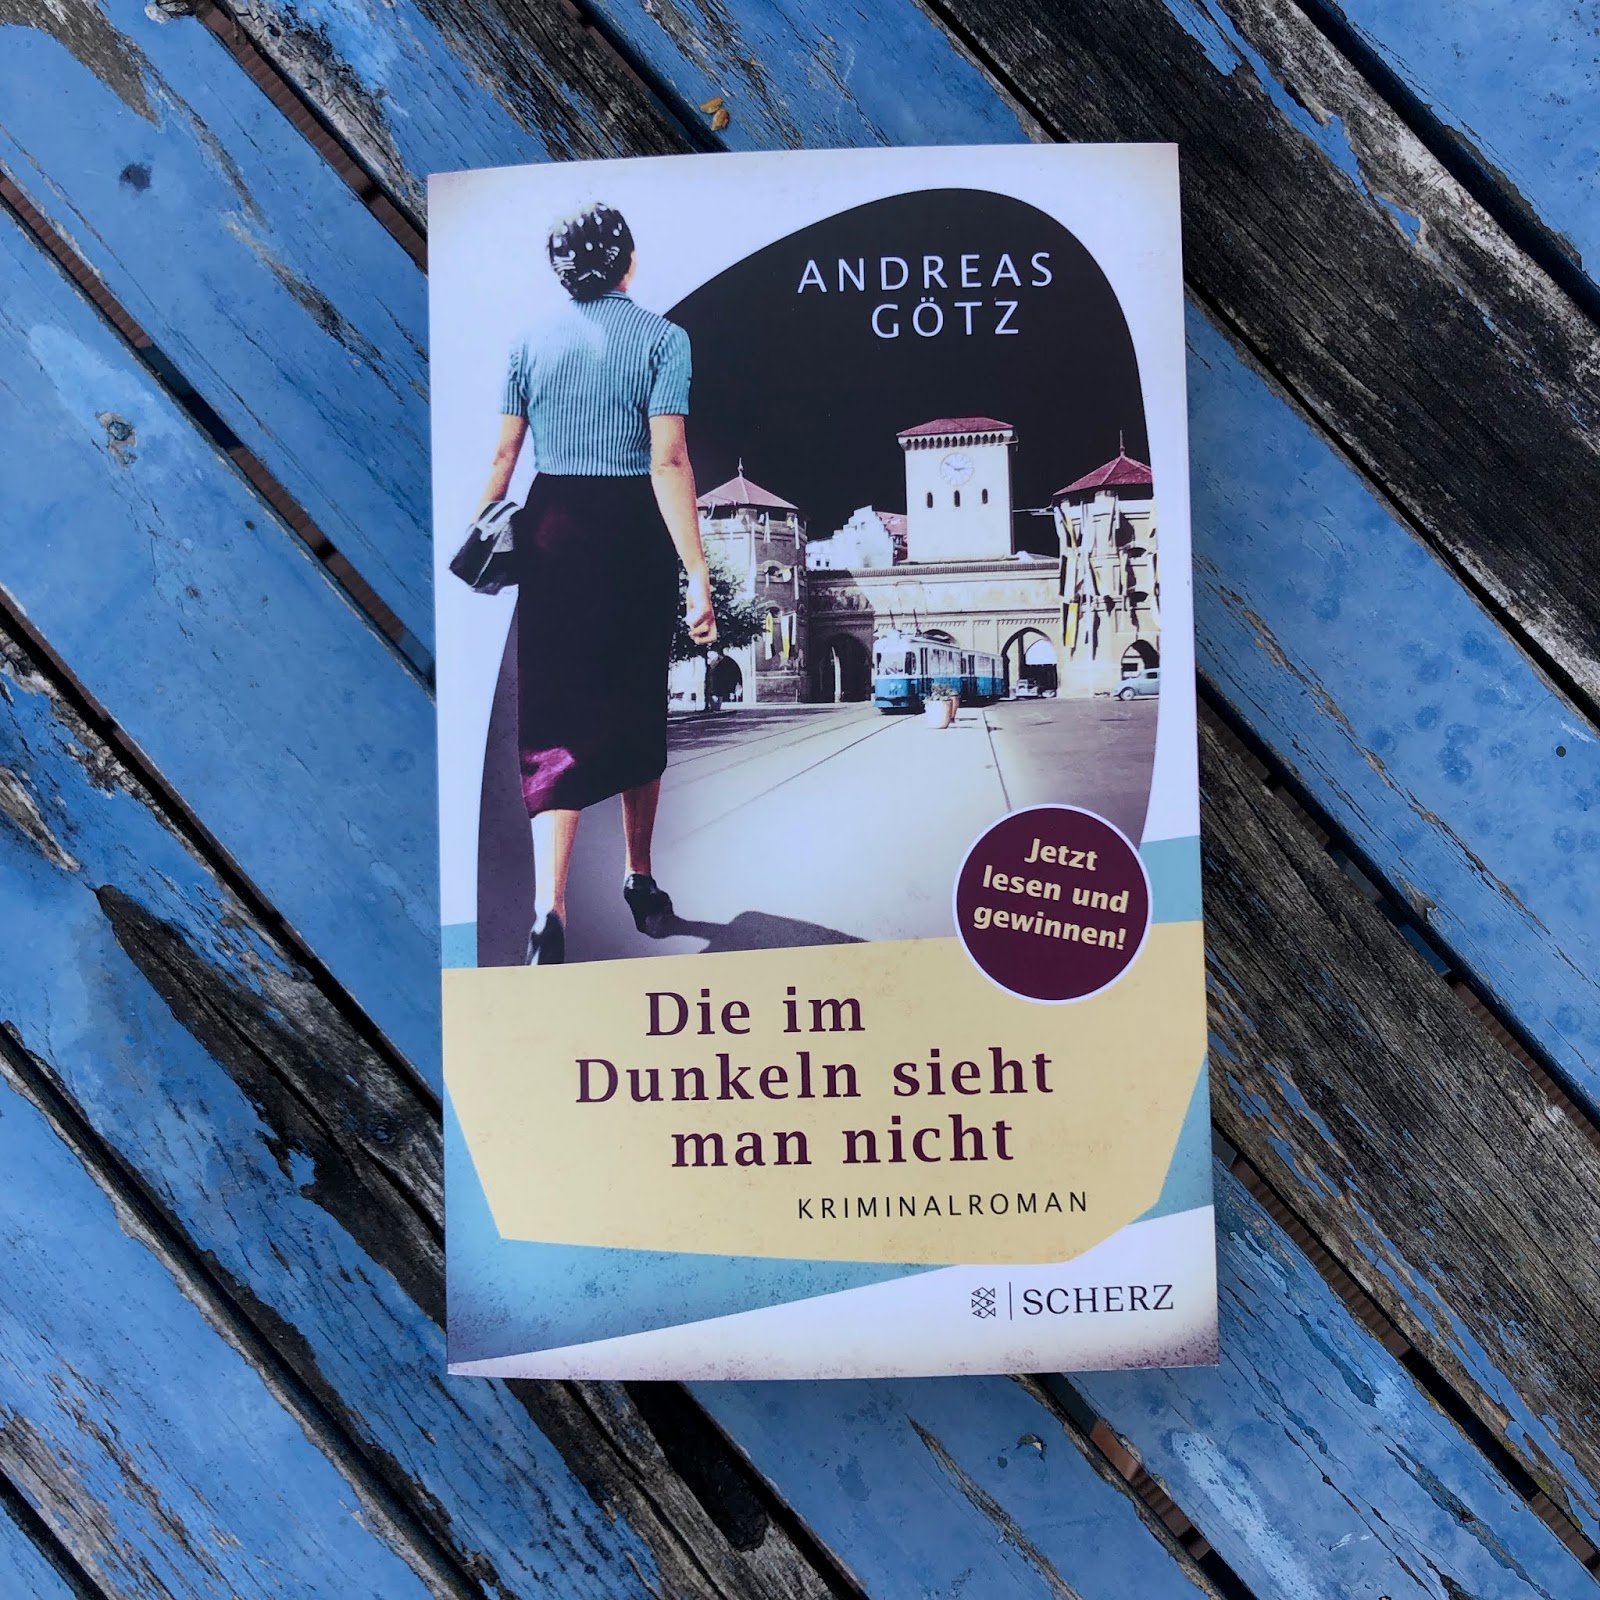 ANDREAS
GÖTZ
Jetzt
lesen und
gewinnen!
Die im
Dunkeln sieht
man nicht
KRIMINALROMAN
SCHERZ